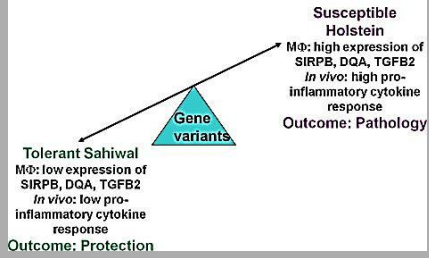 Susceptible
Holstein
MΦ: high expression of
SIRPB, DQA, TGFB2
In vivo: high pro-
inflammatory cytokine
response
Outcome: Pathology
Gene
variants
Tolerant Sahiwal
MΦ: low expression of
SIRPB, DQA, TGFB2
In vivo: low pro-
inflammatory cytokine
response
Outcome: Protection